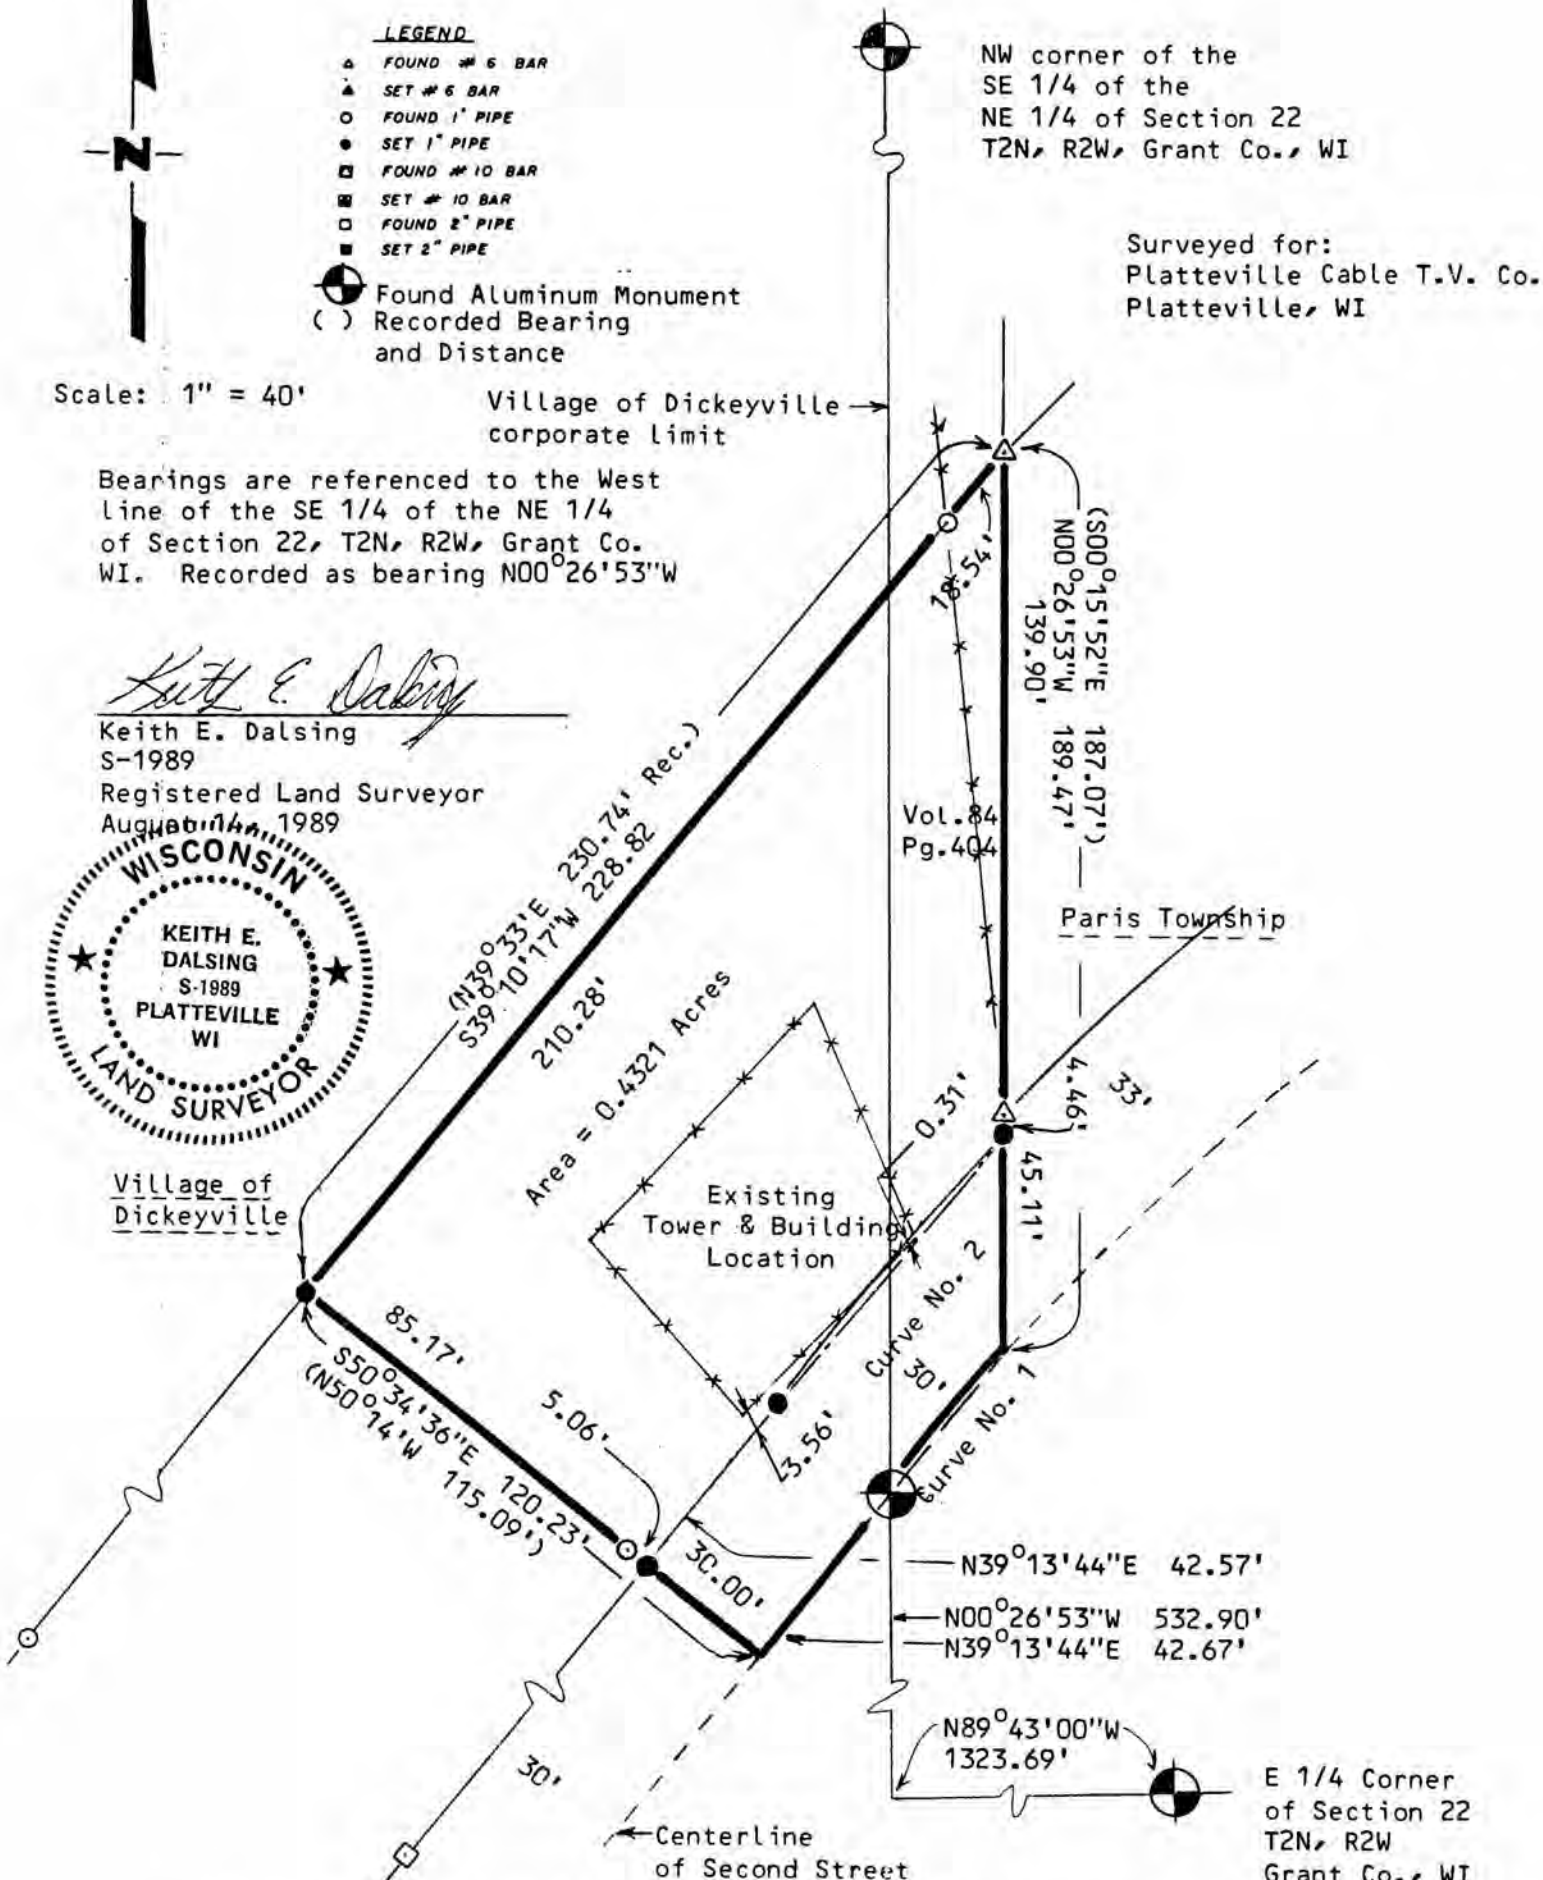 LEGEND
FOUND # 6 BAR
SET # 6 BAR
FOUND 1" PIPE
SET 1" PIPE
FOUND # 10 BAR
SET # 10 BAR
FOUND 2" PIPE
SET 2" PIPE
Found Aluminum Monument
( ) Recorded Bearing
and Distance
N
NW corner of the
SE 1/4 of the
NE 1/4 of Section 22
T2N, R2W, Grant Co., WI
Surveyed for:
Platteville Cable T.V. Co.
Platteville, WI
Scale: 1" = 40'
Village of Dickeyville
corporate limit
Bearings are referenced to the West
line of the SE 1/4 of the NE 1/4
of Section 22, T2N, R2W, Grant Co.
WI. Recorded as bearing N00°26'53"W
Keith E. Dalsing
Keith E. Dalsing
S-1989
Registered Land Surveyor
August 14, 1989
WISCONSIN
KEITH E.
DALSING
S-1989
PLATTEVILLE
WI
LAND SURVEYOR
18.54'
(S00°15'52"E 187.07')
N00°26'53"W 189.47'
139.90'
(N39°33'E 230.74' Rec.)
S39°10'17"W 228.82
210.28'
Vol.84
Pg.404
Paris Township
Area = 0.4321 Acres
0.31'
4.46'
33'
45.11'
Village of
Dickeyville
Existing
Tower & Building
Location
Curve No. 2
30'
Curve No. 1
85.17'
S50°34'36"E 120.23'
(N50°14'W 115.09')
5.06'
3.56'
30.00'
N39°13'44"E 42.57'
N00°26'53"W 532.90'
N39°13'44"E 42.67'
N89°43'00"W
1323.69'
30'
Centerline
of Second Street
E 1/4 Corner
of Section 22
T2N, R2W
Grant Co., WI